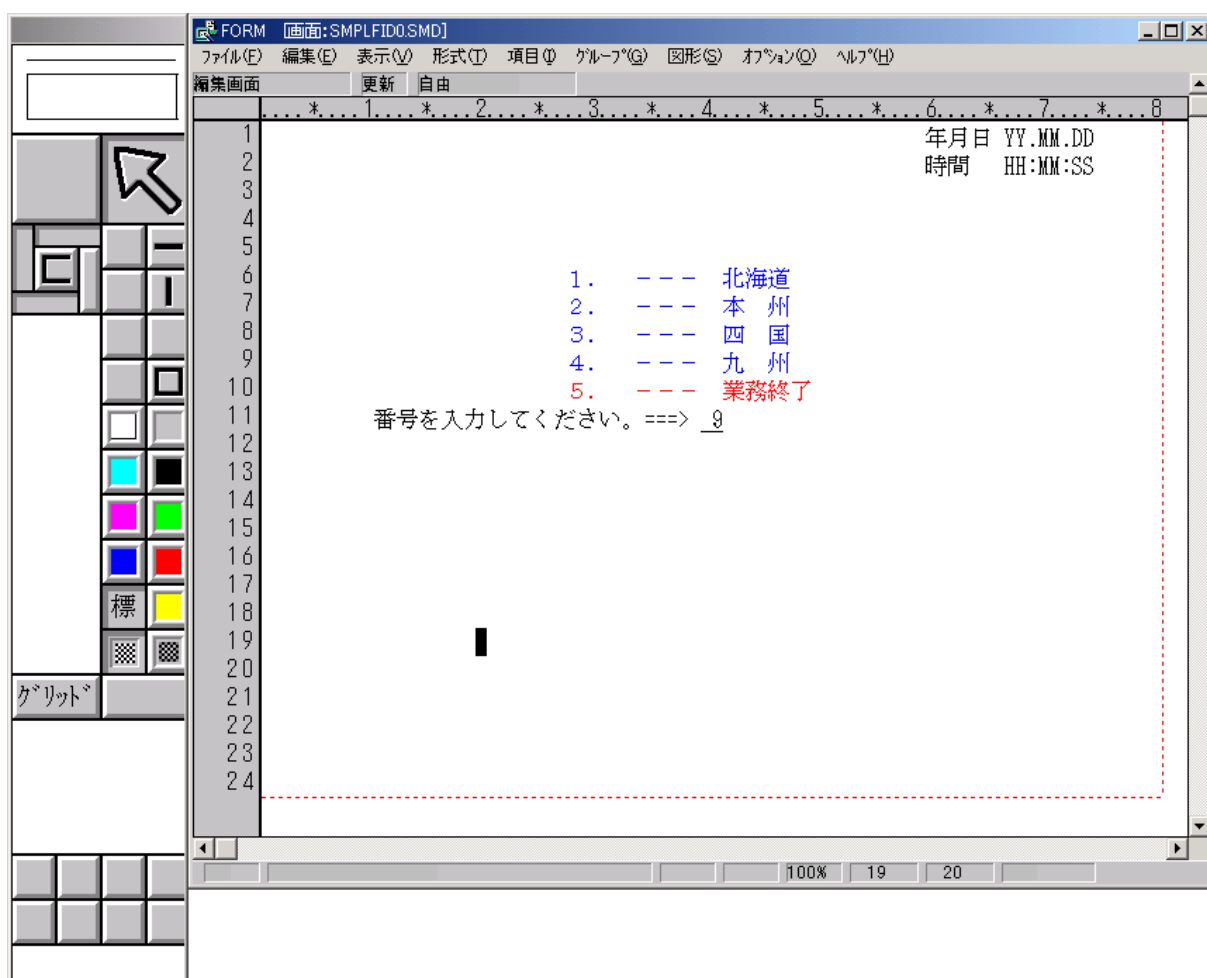 FORM [画面:SMPLFID0.SMD]
ﾌｧｲﾙ(F) 編集(E) 表示(V) 形式(T) 項目(I) ｸﾞﾙｰﾌﾟ(G) 図形(S) ｵﾌﾟｼｮﾝ(O) ﾍﾙﾌﾟ(H)
編集画面 更新 自由
....*....1....*....2....*....3....*....4....*....5....*....6....*....7....*....8
1 年月日 YY.MM.DD
2 時間 HH:MM:SS
3
4
5
6 1. －－－ 北海道
7 2. －－－ 本　州
8 3. －－－ 四　国
9 4. －－－ 九　州
10 5. －－－ 業務終了
11 番号を入力してください。===> _9
12
13
14
15
16
17
18
19
20
21
22
23
24
標
ｸﾞﾘｯﾄﾞ
100% 19 20